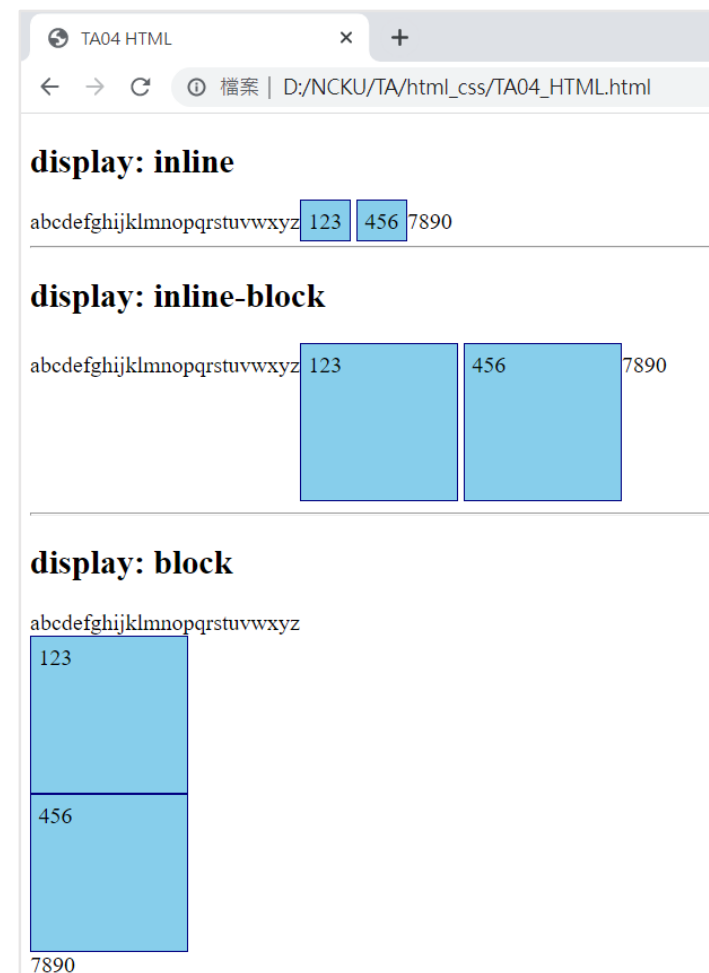 TA04 HTML
檔案 | D:/NCKU/TA/html_css/TA04_HTML.html
display: inline
abcdefghijklmnopqrstuvwxyz 123 456 7890
display: inline-block
abcdefghijklmnopqrstuvwxyz 123 456 7890
display: block
abcdefghijklmnopqrstuvwxyz
123
456
7890